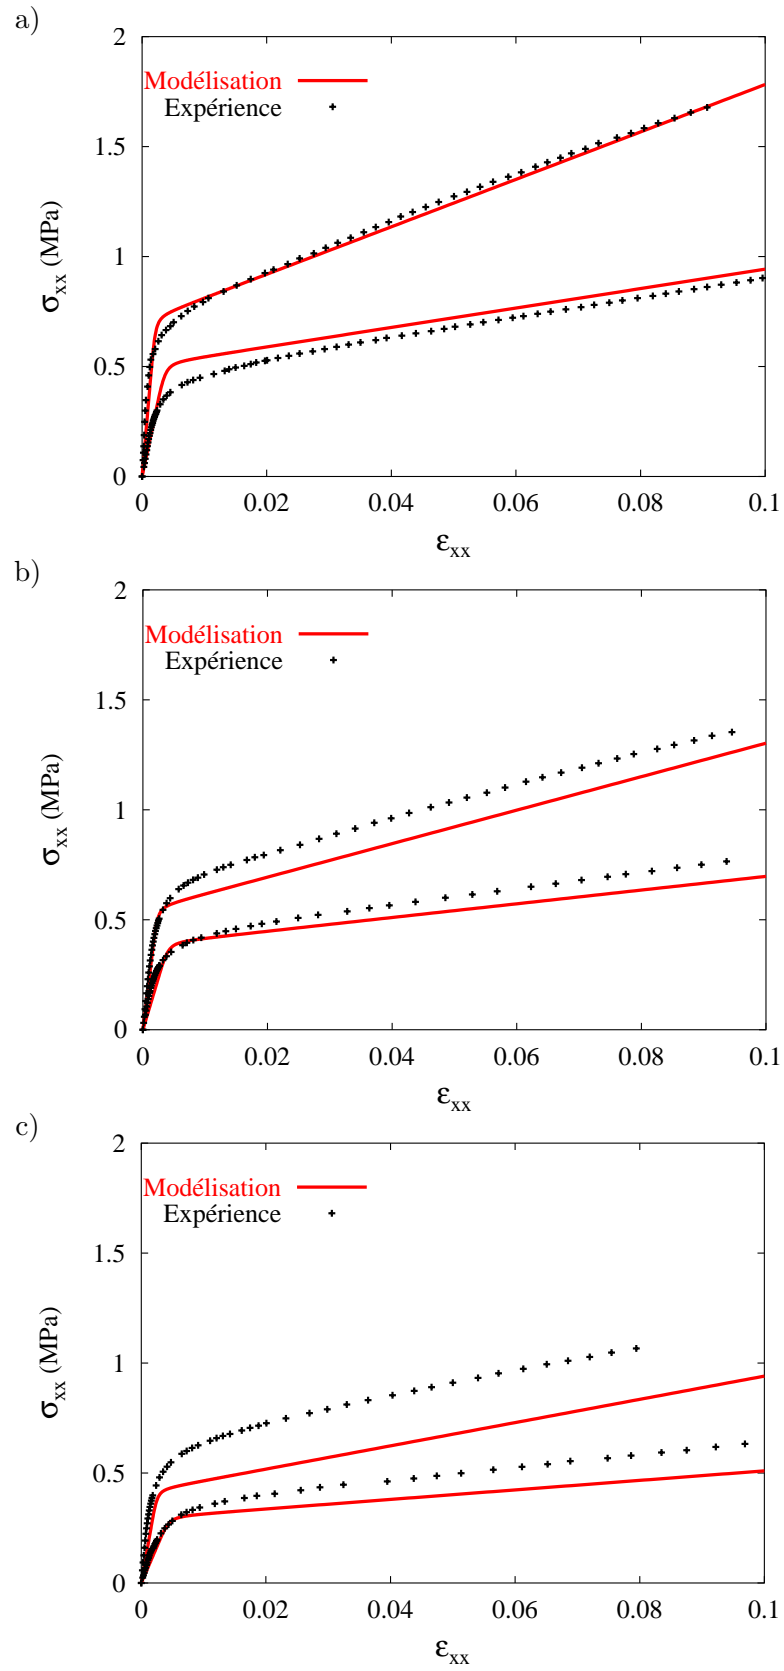 a)
2
Modélisation
Expérience
1.5
σxx (MPa)
1
0.5
0
0 0.02 0.04 0.06 0.08 0.1
εxx
b)
2
Modélisation
Expérience
1.5
σxx (MPa)
1
0.5
0
0 0.02 0.04 0.06 0.08 0.1
εxx
c)
2
Modélisation
Expérience
1.5
σxx (MPa)
1
0.5
0
0 0.02 0.04 0.06 0.08 0.1
εxx